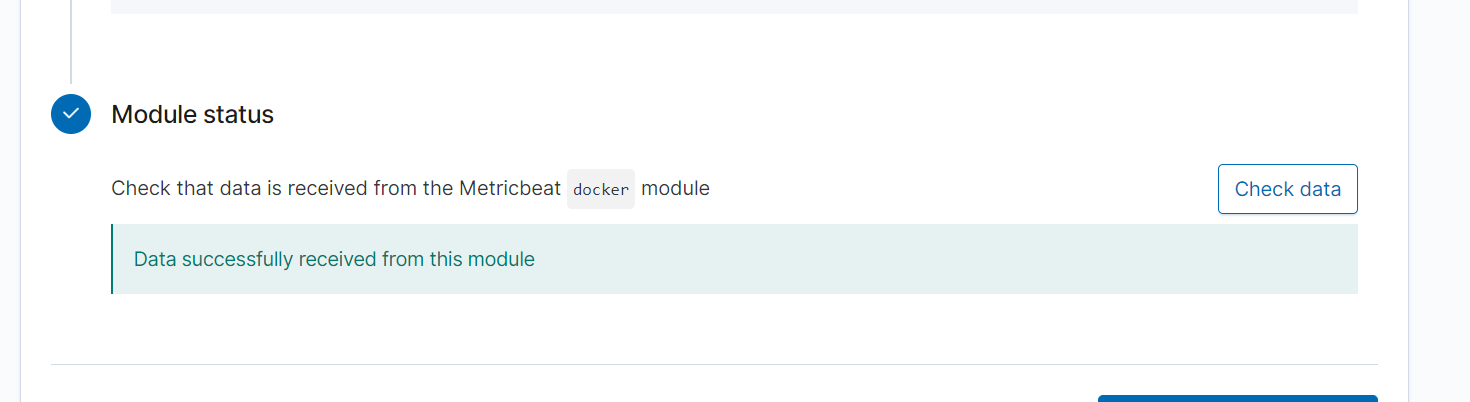 Module status
Check that data is received from the Metricbeat docker module
Check data
Data successfully received from this module